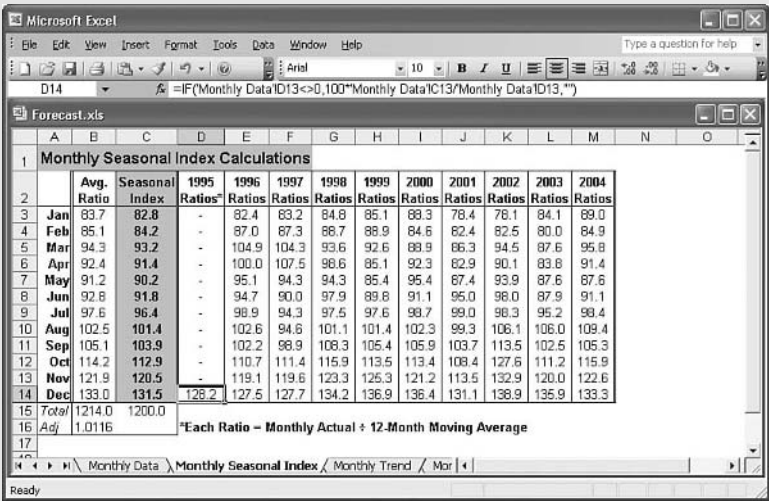 Microsoft Excel
File Edit View Insert Format Tools Data Window Help Type a question for help
Arial 10 B I U
D14 fx =IF('Monthly Data'!D13<>0,100*'Monthly Data'!C13/'Monthly Data'!D13,"")
Forecast.xls
A B C D E F G H I J K L M N O
1 Monthly Seasonal Index Calculations
Avg. Seasonal 1995 1996 1997 1998 1999 2000 2001 2002 2003 2004
2 Ratio Index Ratios* Ratios Ratios Ratios Ratios Ratios Ratios Ratios Ratios Ratios
3 Jan 83.7 82.8 - 82.4 83.2 84.8 85.1 88.3 78.4 78.1 84.1 89.0
4 Feb 85.1 84.2 - 87.0 87.3 88.7 88.9 84.6 82.4 82.5 80.0 84.9
5 Mar 94.3 93.2 - 104.9 104.3 93.6 92.6 88.9 86.3 94.5 87.6 95.8
6 Apr 92.4 91.4 - 100.0 107.5 98.6 85.1 92.3 82.9 90.1 83.8 91.4
7 May 91.2 90.2 - 95.1 94.3 94.3 85.4 95.4 87.4 93.9 87.6 87.6
8 Jun 92.8 91.8 - 94.7 90.0 97.9 89.8 91.1 95.0 98.0 87.9 91.1
9 Jul 97.6 96.4 - 98.9 94.3 97.5 97.6 98.7 99.0 98.3 95.2 98.4
10 Aug 102.5 101.4 - 102.6 94.6 101.1 101.4 102.3 99.3 106.1 106.0 109.4
11 Sep 105.1 103.9 - 102.2 98.9 108.3 105.4 105.9 103.7 113.5 102.5 105.3
12 Oct 114.2 112.9 - 110.7 111.4 115.9 113.5 113.4 108.4 127.6 111.2 115.9
13 Nov 121.9 120.5 - 119.1 119.6 123.3 125.3 121.2 113.5 132.9 120.0 122.6
14 Dec 133.0 131.5 128.2 127.5 127.7 134.2 136.9 136.4 131.1 138.9 135.9 133.3
15 Total 1214.0 1200.0
16 Adj 1.0116 *Each Ratio = Monthly Actual ÷ 12-Month Moving Average
17
Monthly Data Monthly Seasonal Index Monthly Trend Mor
Ready